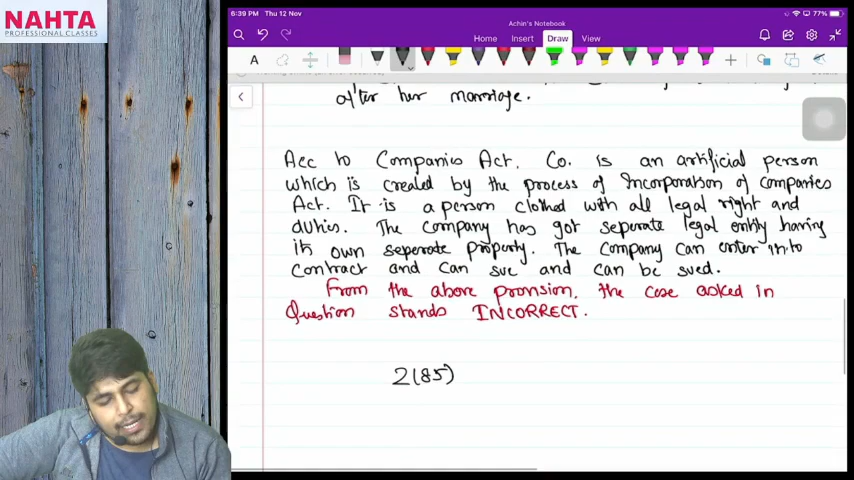 NAHTA
PROFESSIONAL CLASSES
6:39 PM Thu 12 Nov
77%
Achin's Notebook
Home Insert Draw View
A
after her marriage.
Acc to Companies Act. Co. is an artificial person
which is created by the process of Incorporation of companies
Act. It is a person clothed with all legal right and
duties. The company has got seperate legal entity having
its own seperate property. The company can enter in to
contract and can sue and can be sued.
From the above provision, the case asked in
Question stands INCORRECT.
2(85)